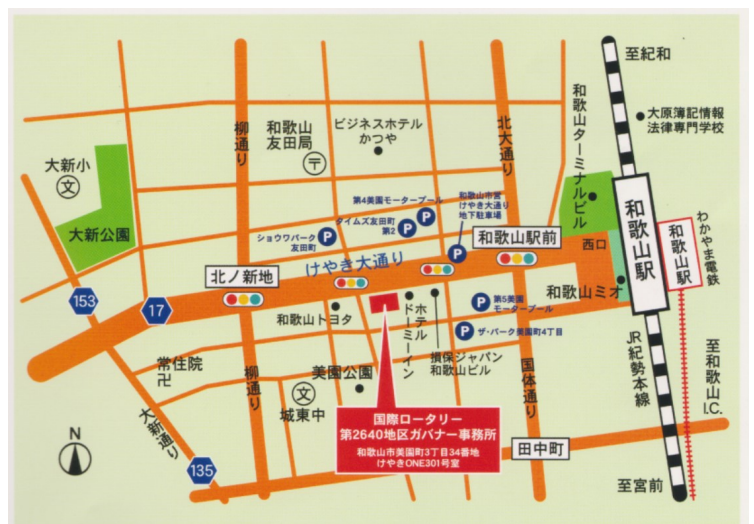 至紀和
和歌山ターミナルビル
大原簿記情報
法律専門学校
北大通り
ビジネスホテル
かつや
和歌山
友田局
〒
柳通り
大新小
文
大新公園
第4美園モータープール
P
タイムズ友田町
第2
P
和歌山市営
けやき大通り
地下駐車場
P
ショウワパーク
友田町
P
和歌山駅前
西口
和歌山駅
わかやま電鉄
和歌山駅
けやき大通り
北ノ新地
153
17
和歌山トヨタ
ホテル
ドーミーイン
P
第5美園
モータープール
和歌山ミオ
P
ザ・パーク美園町4丁目
損保ジャパン
和歌山ビル
国体通り
JR紀勢本線
至和歌山I.C.
常住院
卍
柳通り
美園公園
文
城東中
大新通り
国際ロータリー
第2640地区ガバナー事務所
和歌山市美園町3丁目34番地
けやきONE301号室
田中町
N
135
至宮前